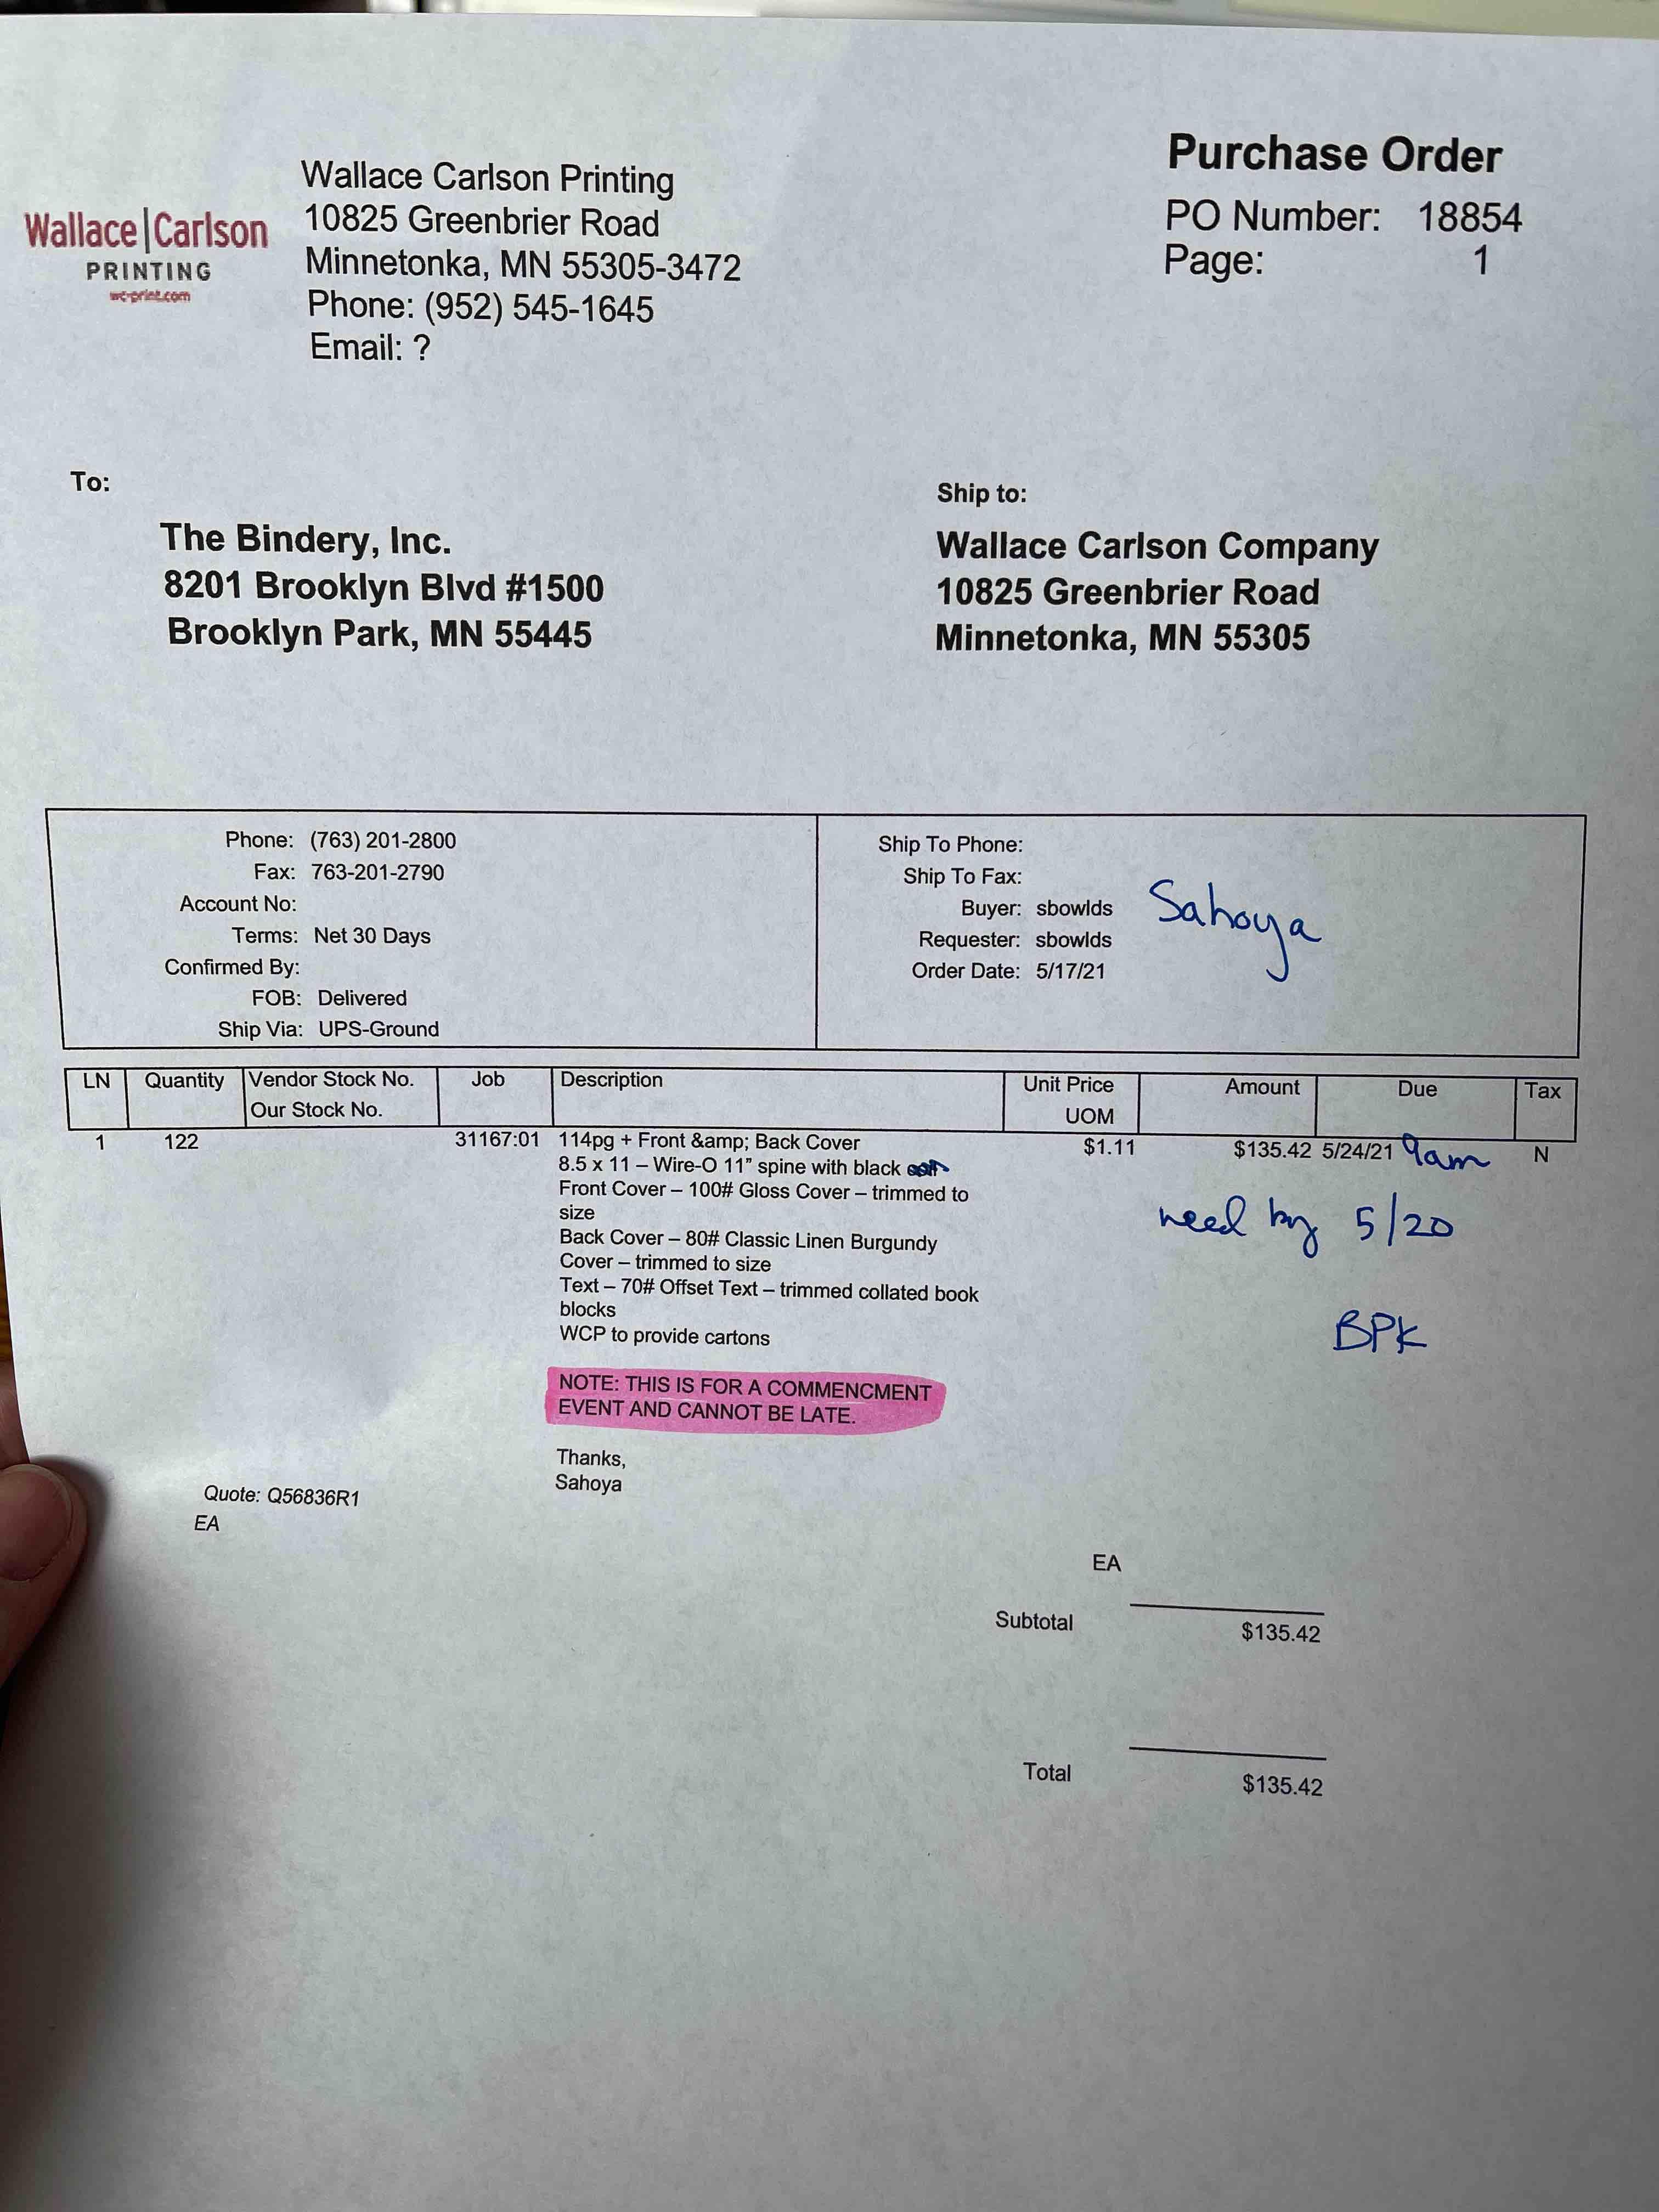 Purchase Order
PO Number: 18854
Page: 1
Wallace|Carlson
PRINTING
wc-print.com
Wallace Carlson Printing
10825 Greenbrier Road
Minnetonka, MN 55305-3472
Phone: (952) 545-1645
Email: ?
To:
The Bindery, Inc.
8201 Brooklyn Blvd #1500
Brooklyn Park, MN 55445
Ship to:
Wallace Carlson Company
10825 Greenbrier Road
Minnetonka, MN 55305
Phone: (763) 201-2800
Fax: 763-201-2790
Account No:
Terms: Net 30 Days
Confirmed By:
FOB: Delivered
Ship Via: UPS-Ground
Ship To Phone:
Ship To Fax:
Buyer: sbowlds
Requester: sbowlds
Order Date: 5/17/21
Sahoya
LN Quantity Vendor Stock No. Job Description Unit Price Amount Due Tax
Our Stock No. UOM
1 122 31167:01 114pg + Front &amp; Back Cover $1.11 $135.42 5/24/21 9am N
8.5 x 11 – Wire-O 11” spine with black
Front Cover – 100# Gloss Cover – trimmed to
size
Back Cover – 80# Classic Linen Burgundy
Cover – trimmed to size
Text – 70# Offset Text – trimmed collated book
blocks
WCP to provide cartons
need by 5/20
BPK
NOTE: THIS IS FOR A COMMENCMENT
EVENT AND CANNOT BE LATE.
Thanks,
Sahoya
Quote: Q56836R1
EA
EA
Subtotal $135.42
Total $135.42